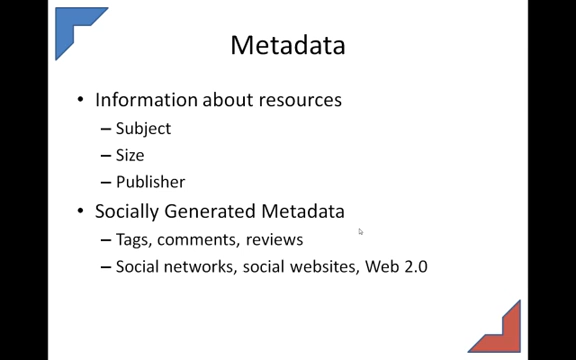 Metadata
• Information about resources
– Subject
– Size
– Publisher
• Socially Generated Metadata
– Tags, comments, reviews
– Social networks, social websites, Web 2.0